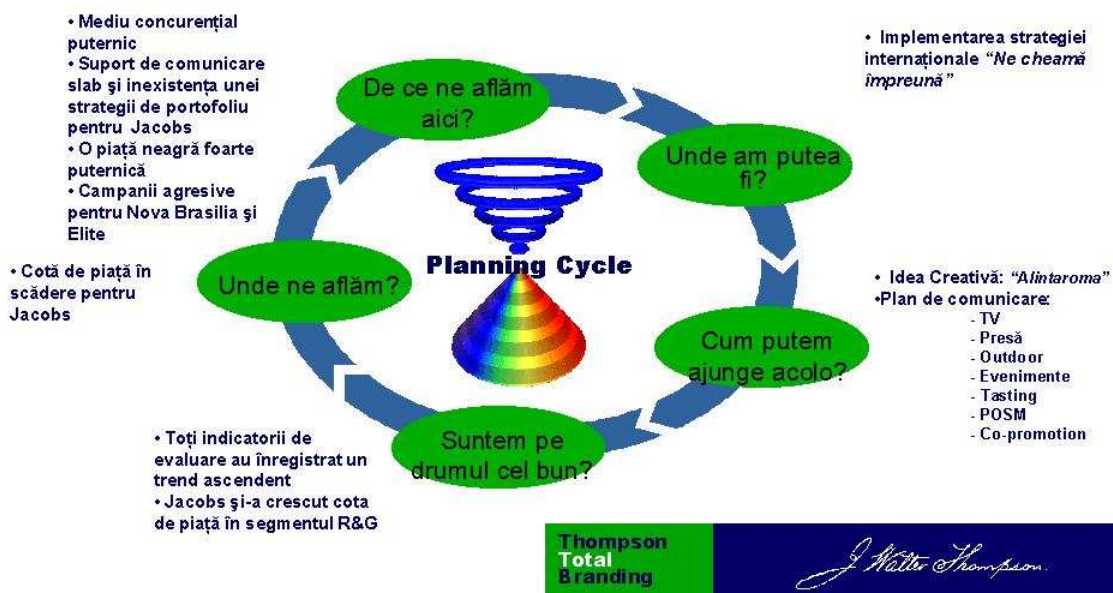 • Mediu concurențial
puternic
• Suport de comunicare
slab şi inexistența unei
strategii de portofoliu
pentru Jacobs
• O piață neagră foarte
puternică
• Campanii agresive
pentru Nova Brasilia şi
Elite
De ce ne aflăm
aici?
• Implementarea strategiei
internaționale “Ne cheamă
împreună”
Unde am putea
fi?
• Cotă de piață în
scădere pentru
Jacobs
Unde ne aflăm?
Planning Cycle
• Idea Creativă: “Alintaroma”
•Plan de comunicare:
- TV
- Presă
- Outdoor
- Evenimente
- Tasting
- POSM
- Co-promotion
Cum putem
ajunge acolo?
• Toți indicatorii de
evaluare au înregistrat un
trend ascendent
• Jacobs şi-a crescut cota
de piață în segmentul R&G
Suntem pe
drumul cel bun?
Thompson
Total
Branding
J. Walter Thompson.